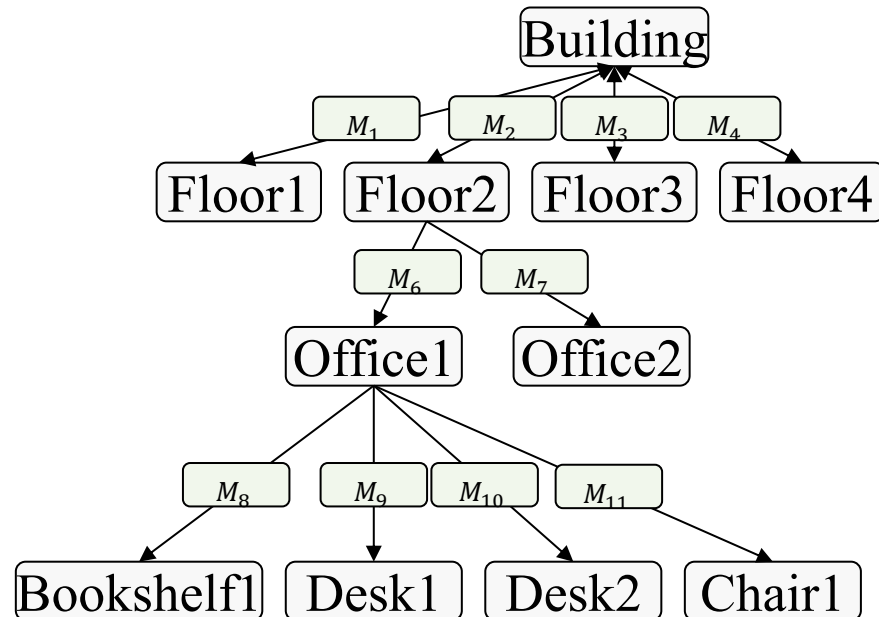 Building
M₁ M₂ M₃ M₄
Floor1 Floor2 Floor3 Floor4
M₆ M₇
Office1 Office2
M₈ M₉ M₁₀ M₁₁
Bookshelf1 Desk1 Desk2 Chair1